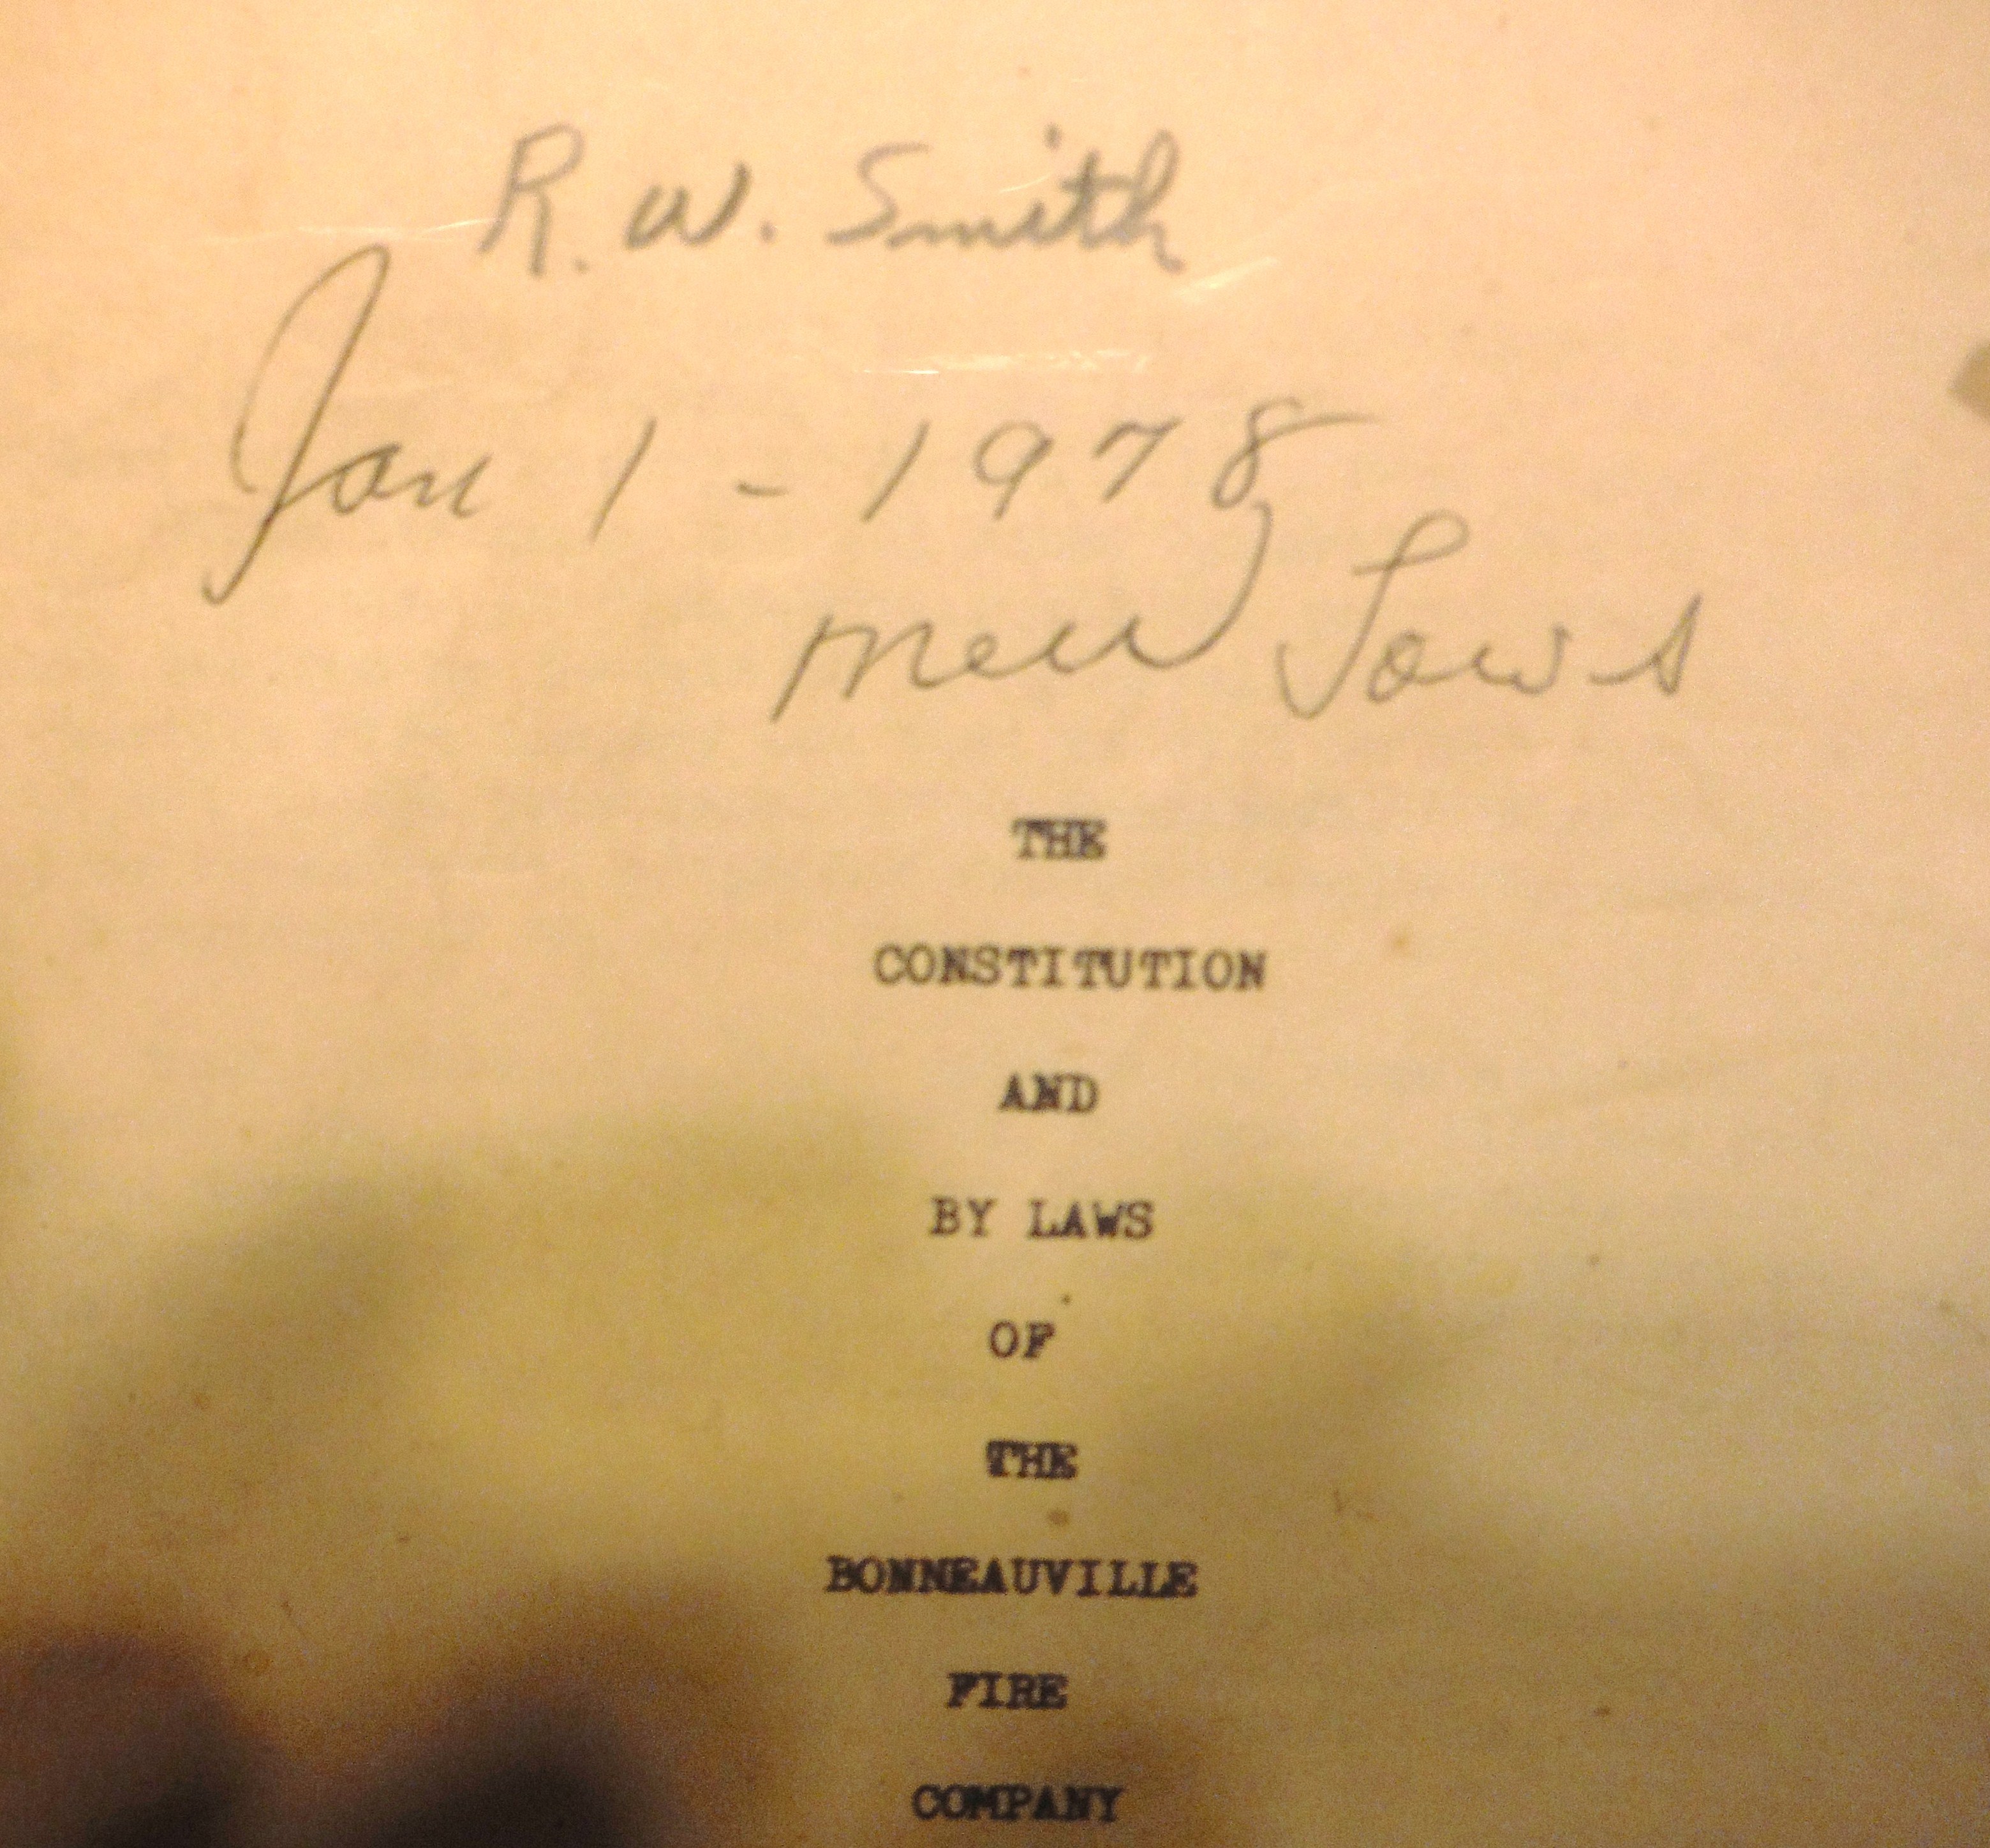 R. W. Smith
Jan 1 - 1978
new Laws
THE
CONSTITUTION
AND
BY LAWS
OF
THE
BONNEAUVILLE
FIRE
COMPANY